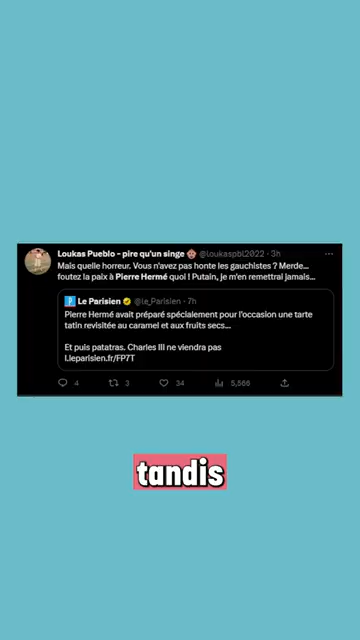 Loukas Pueblo - pire qu'un singe 🐵 @loukaspbl2022 · 3h
Mais quelle horreur. Vous n'avez pas honte les gauchistes ? Merde...
foutez la paix à Pierre Hermé quoi ! Putain, je m'en remettrai jamais...
Le Parisien @le_Parisien · 7h
Pierre Hermé avait préparé spécialement pour l'occasion une tarte
tatin revisitée au caramel et aux fruits secs...
Et puis patatras. Charles III ne viendra pas
l.leparisien.fr/FP7T
4 3 34 5,566
tandis